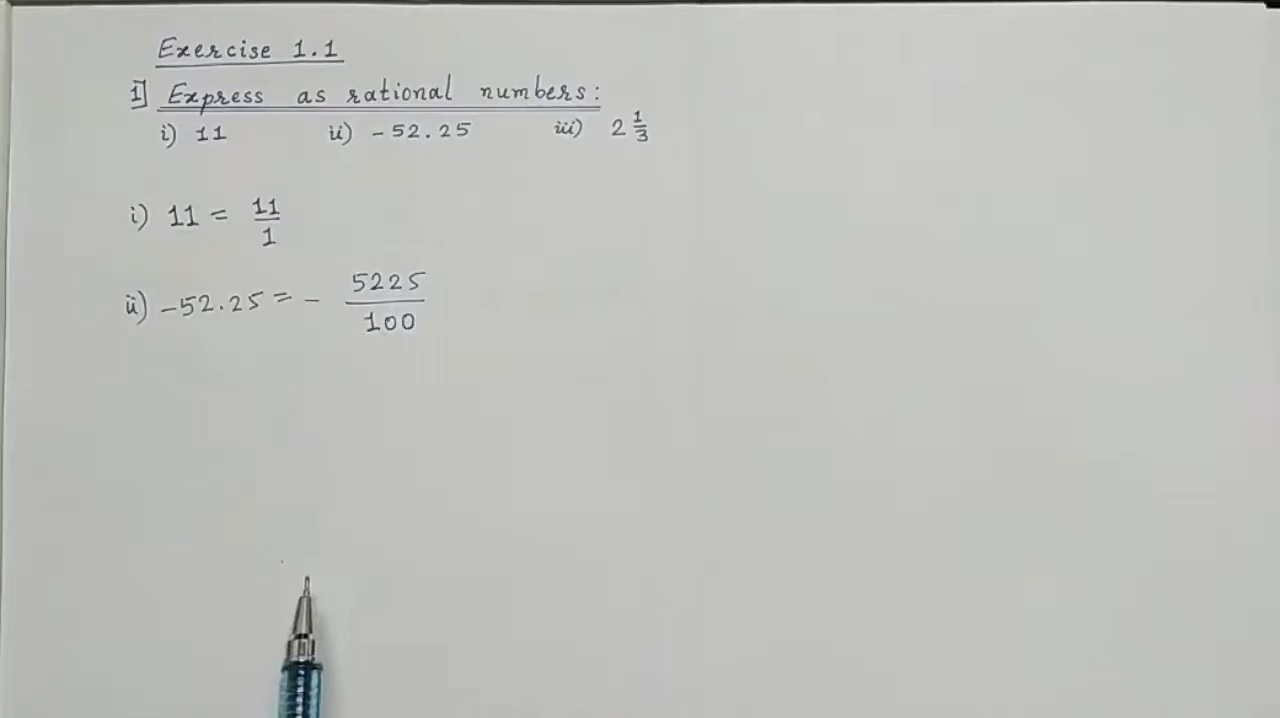 Exercise 1.1
1] Express as rational numbers:
i) 11 ii) -52.25 iii) 2 1/3
i) 11 = 11/1
ii) -52.25 = - 5225/100